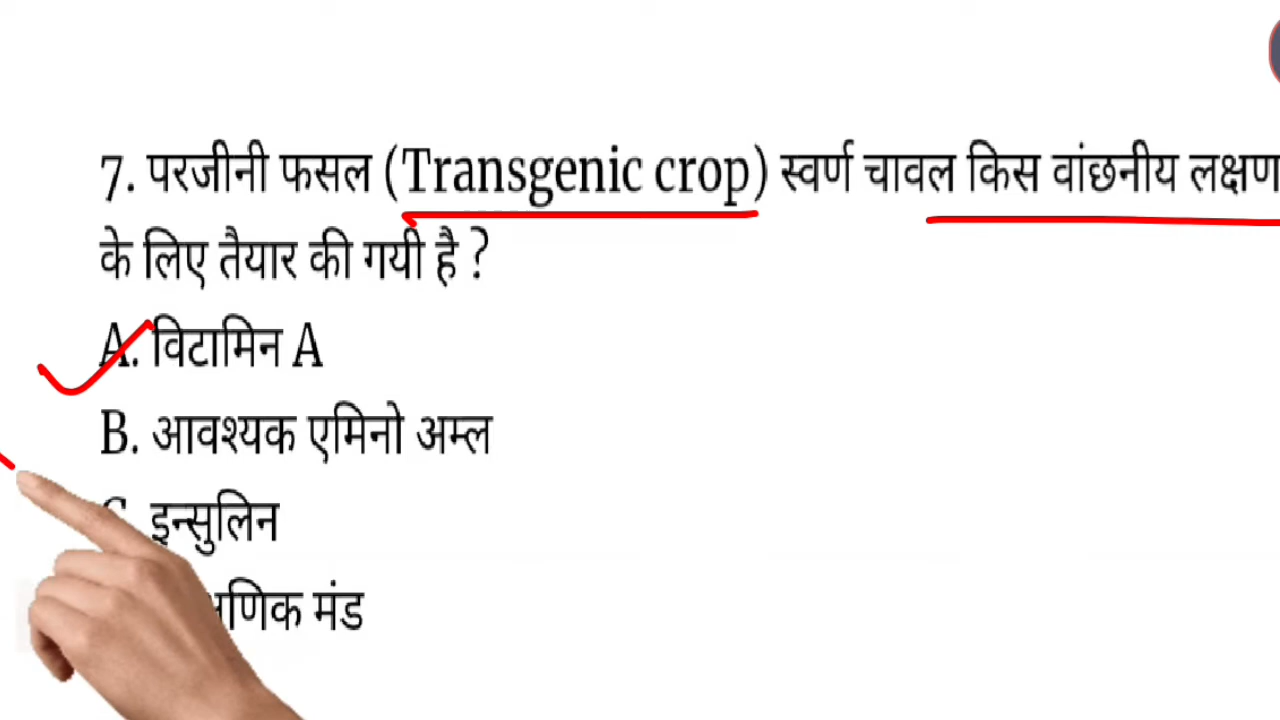 7. परजीनी फसल (Transgenic crop) स्वर्ण चावल किस वांछनीय लक्षण
के लिए तैयार की गयी है ?
A. विटामिन A
B. आवश्यक एमिनो अम्ल
इन्सुलिन
मंड